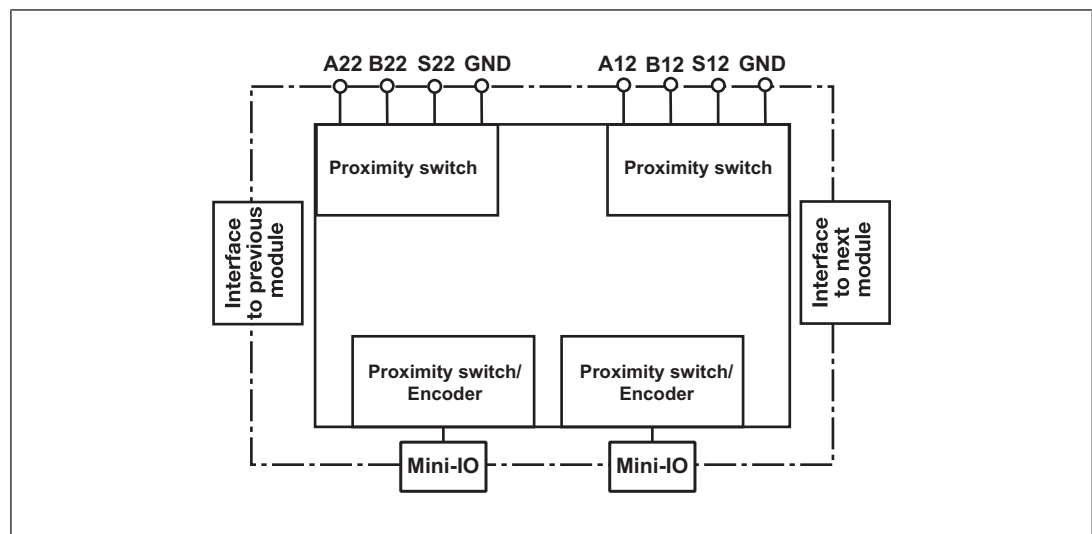 A22 B22 S22 GND
A12 B12 S12 GND
Proximity switch
Proximity switch
Interface
to previous
module
Interface
to next
module
Proximity switch/
Encoder
Proximity switch/
Encoder
Mini-IO
Mini-IO